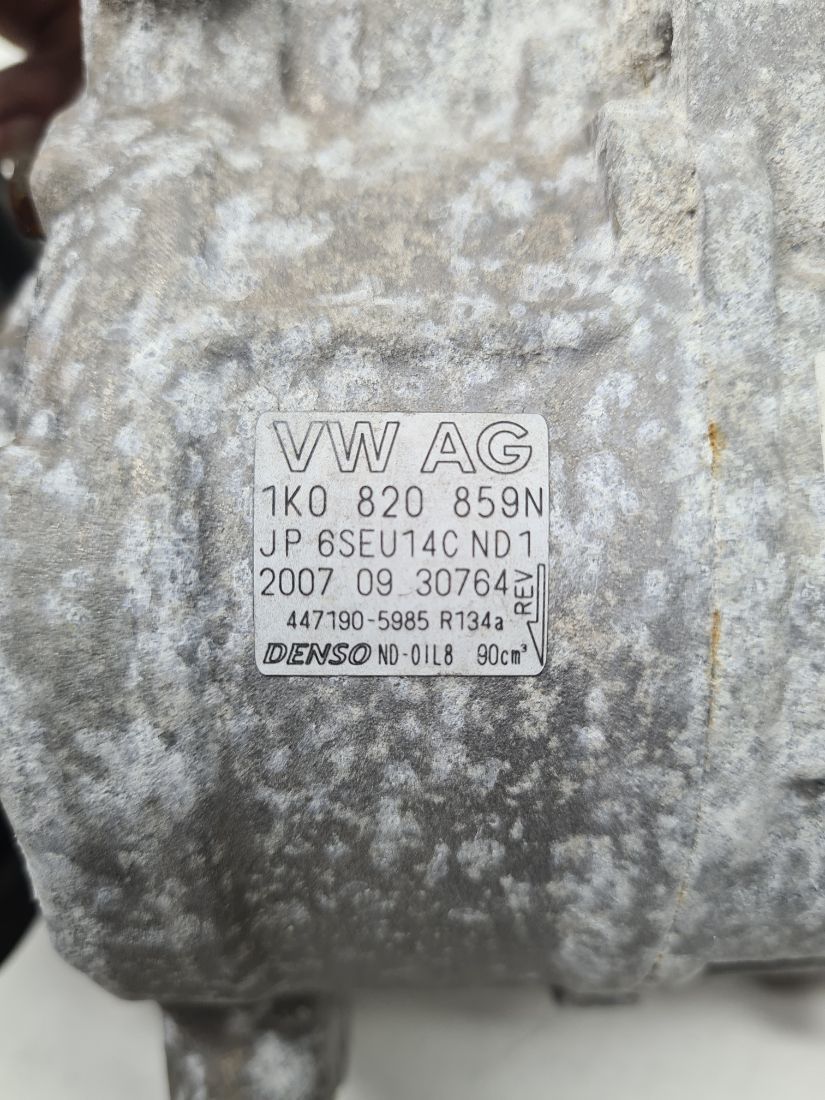 VW AG
1K0 820 859N
JP 6SEU14C ND1
2007 09 30764
REV
447190-5985 R134a
DENSO ND-OIL8 90cm³